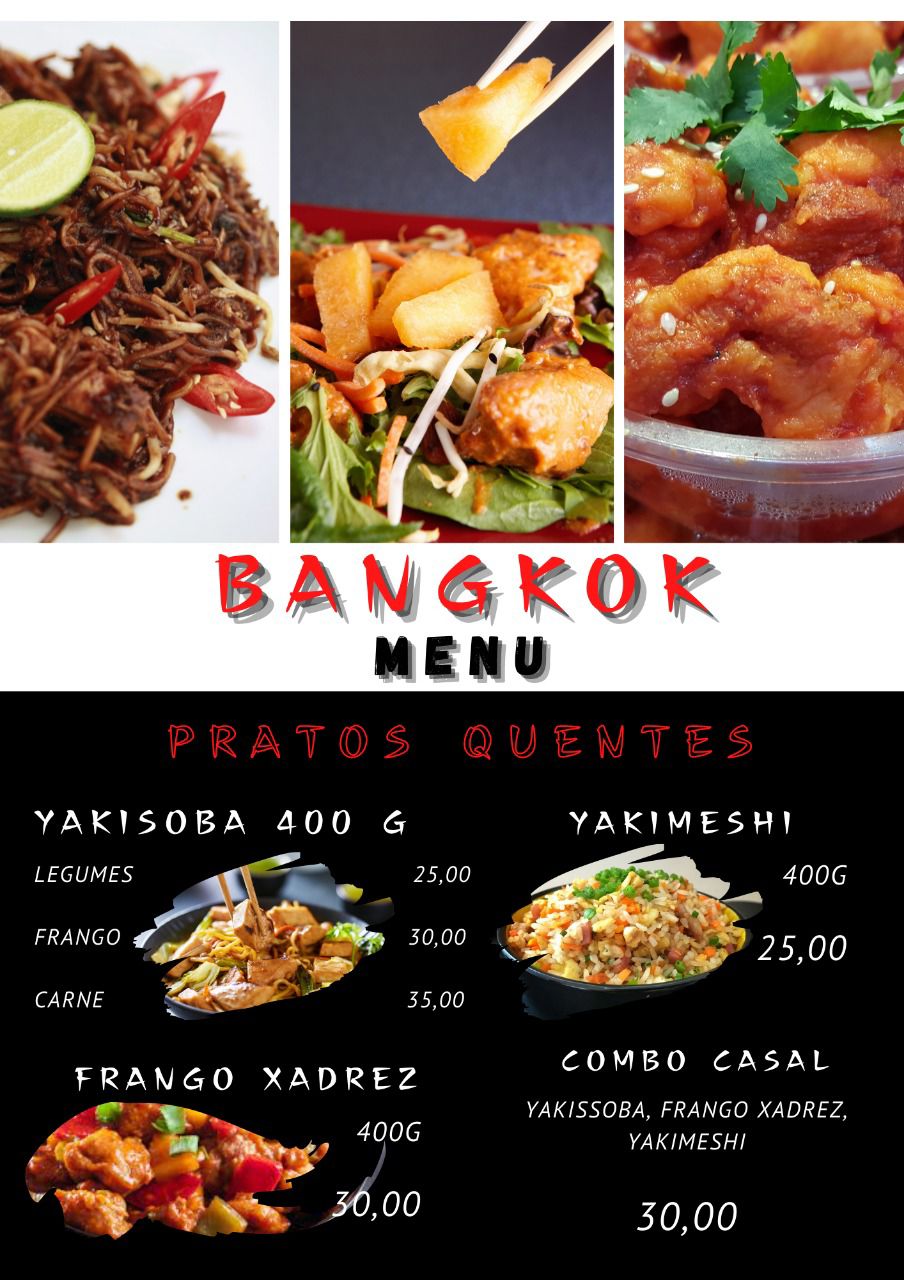 BANGKOK
MENU
PRATOS QUENTES
YAKISOBA 400 G
LEGUMES 25,00
FRANGO 30,00
CARNE 35,00
YAKIMESHI
400G
25,00
FRANGO XADREZ
400G
30,00
COMBO CASAL
YAKISSOBA, FRANGO XADREZ,
YAKIMESHI
30,00